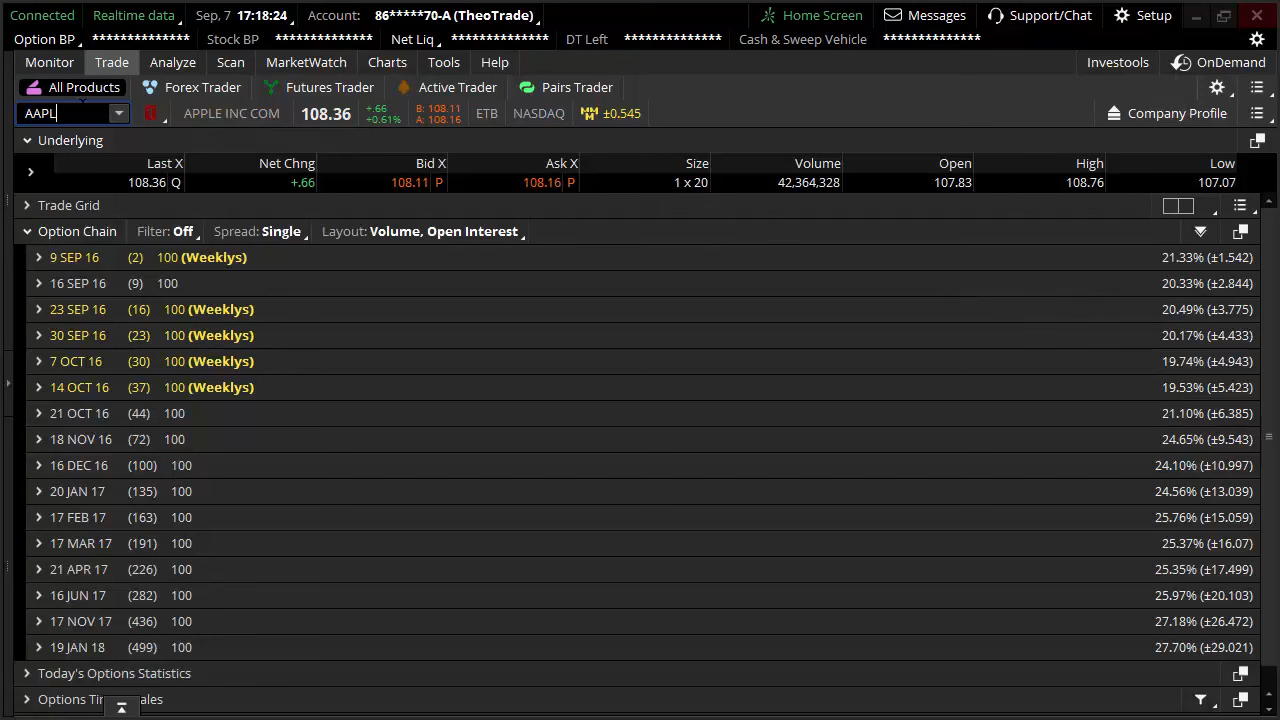 Connected Realtime data Sep, 7 17:18:24 Account: 86*****70-A (TheoTrade) Home Screen Messages Support/Chat Setup
Option BP ************** Stock BP ************** Net Liq ************** DT Left ************** Cash & Sweep Vehicle **************
Monitor Trade Analyze Scan MarketWatch Charts Tools Help Investools OnDemand
All Products Forex Trader Futures Trader Active Trader Pairs Trader
AAPL APPLE INC COM 108.36 +.66 +0.61% B: 108.11 A: 108.16 ETB NASDAQ ±0.545 Company Profile
Underlying
Last X Net Chng Bid X Ask X Size Volume Open High Low
108.36 Q +.66 108.11 P 108.16 P 1 x 20 42,364,328 107.83 108.76 107.07
Trade Grid
Option Chain Filter: Off Spread: Single Layout: Volume, Open Interest
9 SEP 16 (2) 100 (Weeklys) 21.33% (±1.542)
16 SEP 16 (9) 100 20.33% (±2.844)
23 SEP 16 (16) 100 (Weeklys) 20.49% (±3.775)
30 SEP 16 (23) 100 (Weeklys) 20.17% (±4.433)
7 OCT 16 (30) 100 (Weeklys) 19.74% (±4.943)
14 OCT 16 (37) 100 (Weeklys) 19.53% (±5.423)
21 OCT 16 (44) 100 21.10% (±6.385)
18 NOV 16 (72) 100 24.65% (±9.543)
16 DEC 16 (100) 100 24.10% (±10.997)
20 JAN 17 (135) 100 24.56% (±13.039)
17 FEB 17 (163) 100 25.76% (±15.059)
17 MAR 17 (191) 100 25.37% (±16.07)
21 APR 17 (226) 100 25.35% (±17.499)
16 JUN 17 (282) 100 25.97% (±20.103)
17 NOV 17 (436) 100 27.18% (±26.472)
19 JAN 18 (499) 100 27.70% (±29.021)
Today's Options Statistics
Options